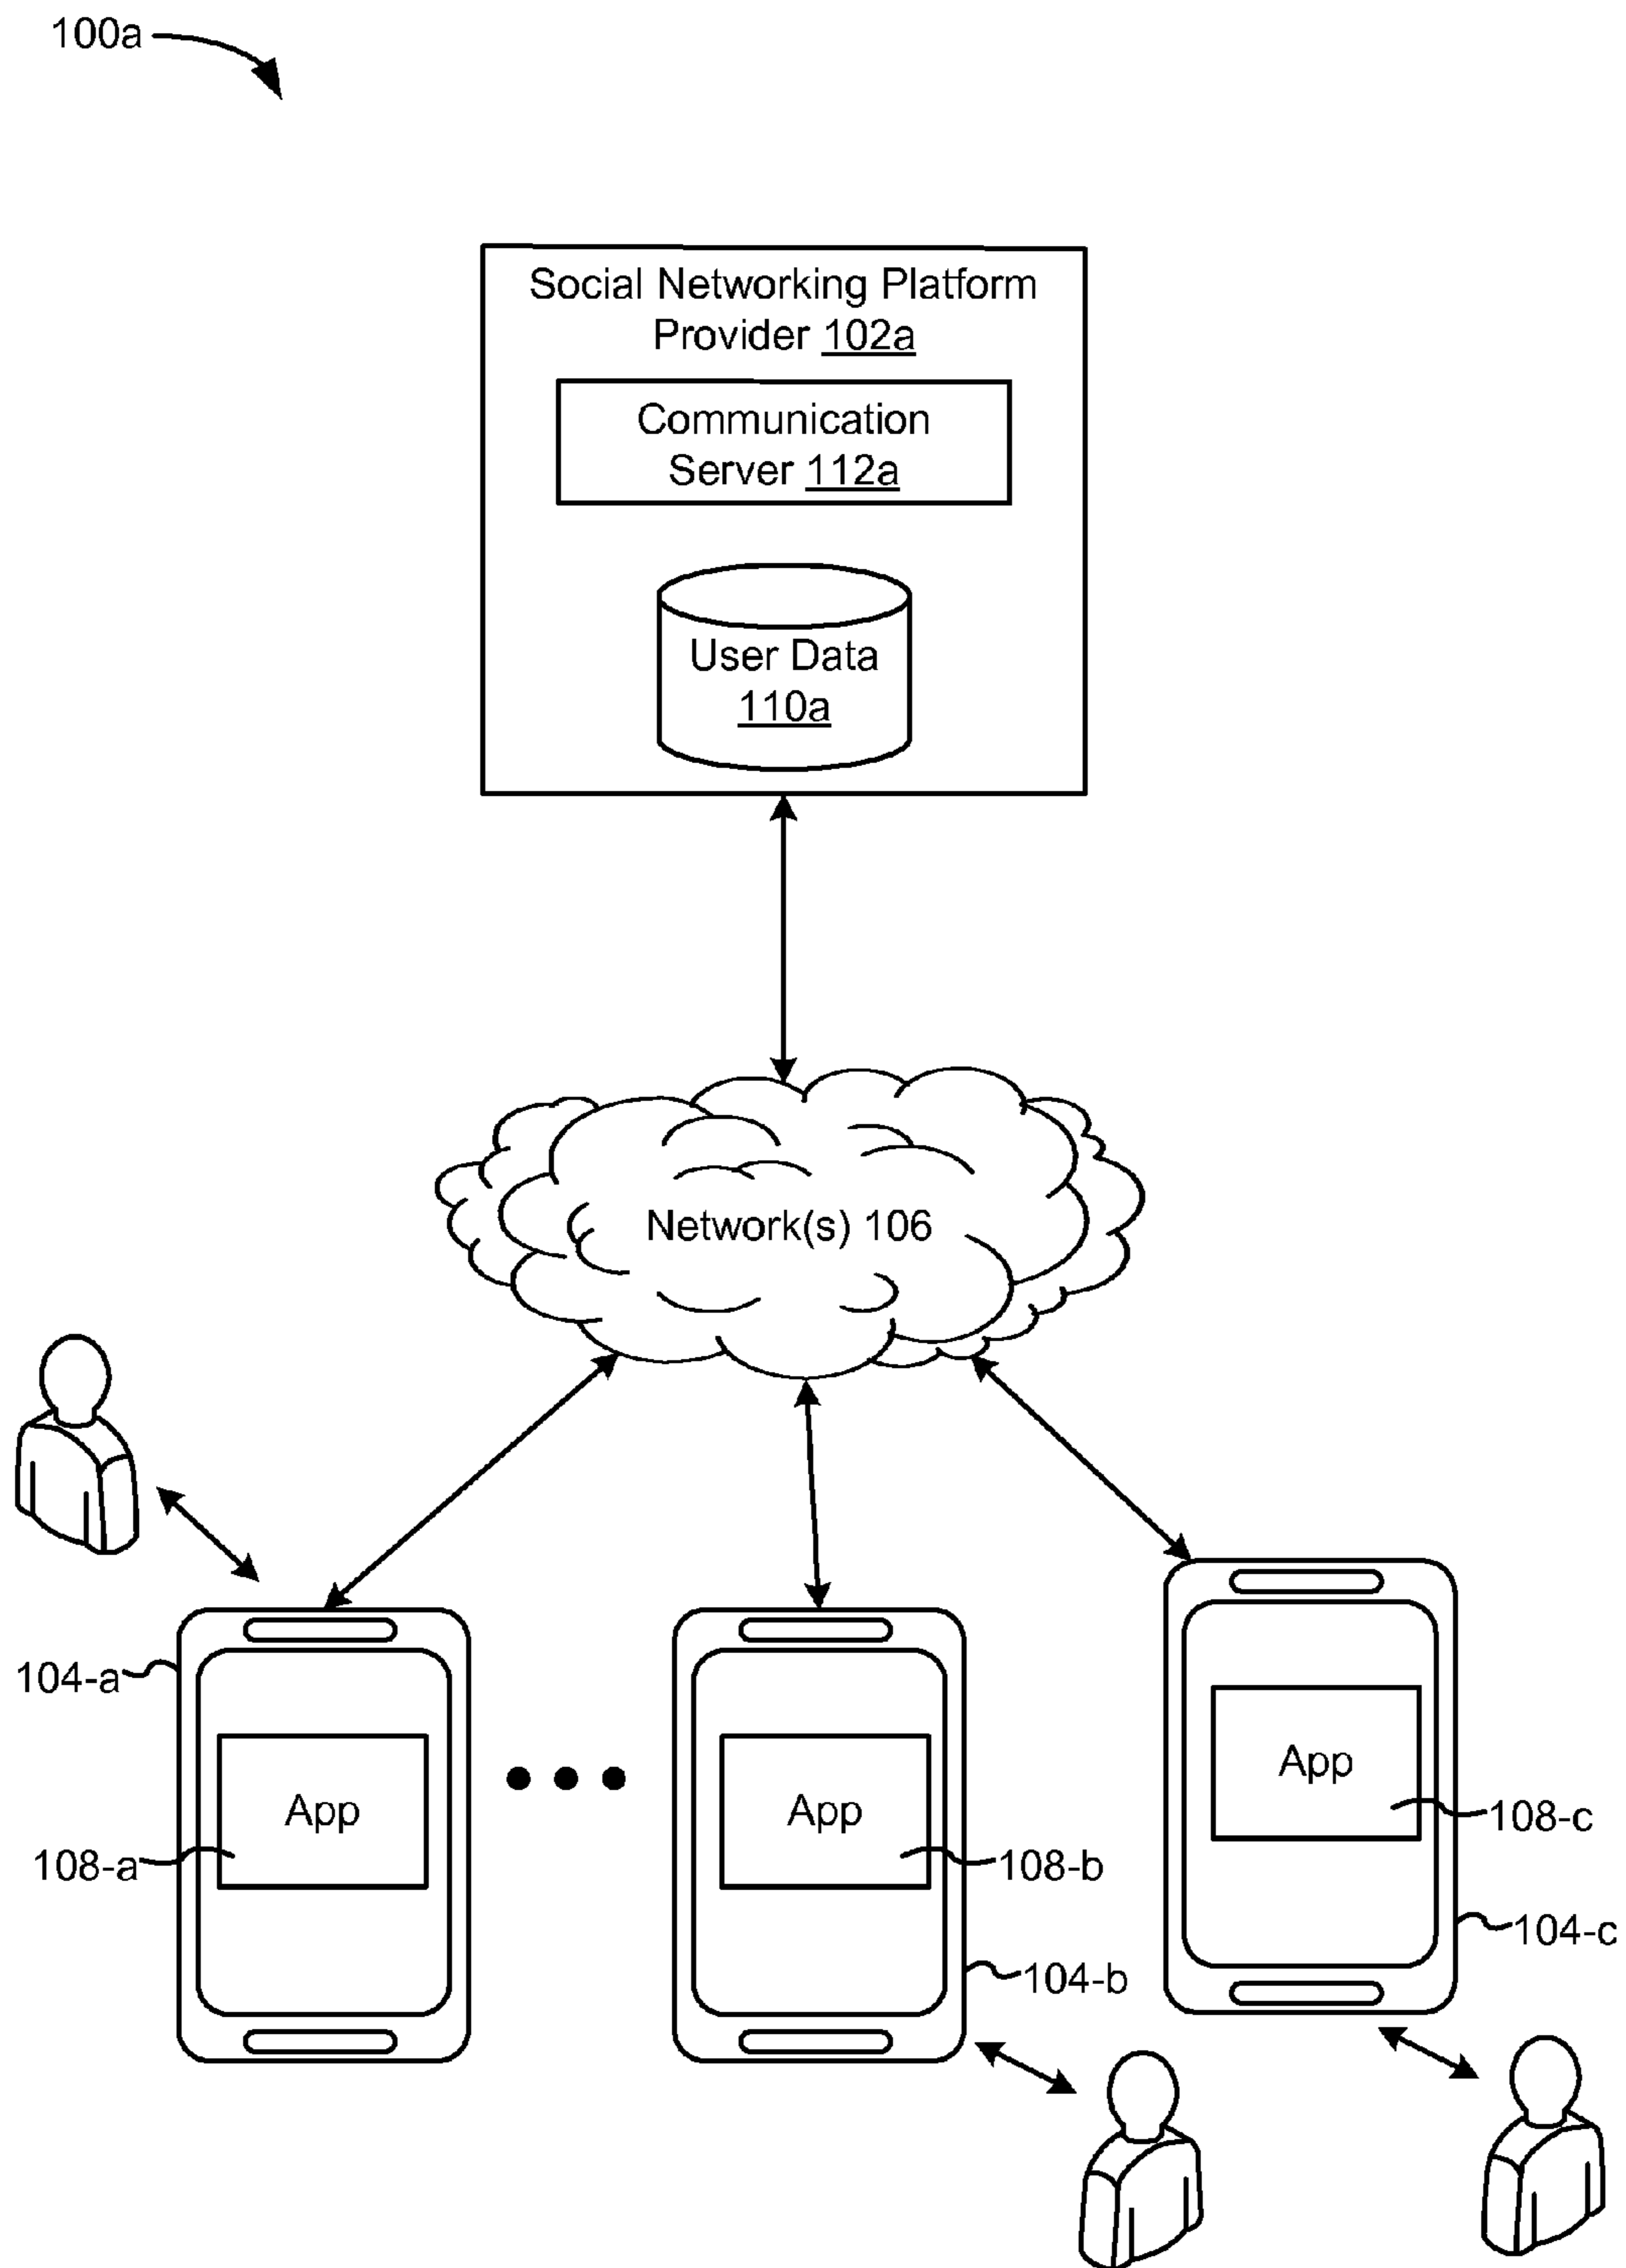 100a
Social Networking Platform
Provider 102a
Communication
Server 112a
User Data
110a
Network(s) 106
104-a
App
108-a
App
108-b
104-b
App
108-c
104-c